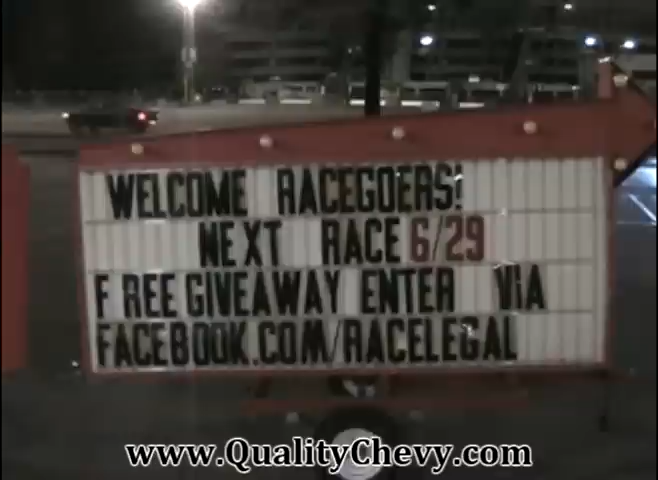 WELCOME RACEGOERS!
NEXT RACE 6/29
FREE GIVEAWAY ENTER VIA
FACEBOOK.COM/RACELEGAL
www.QualityChevy.com